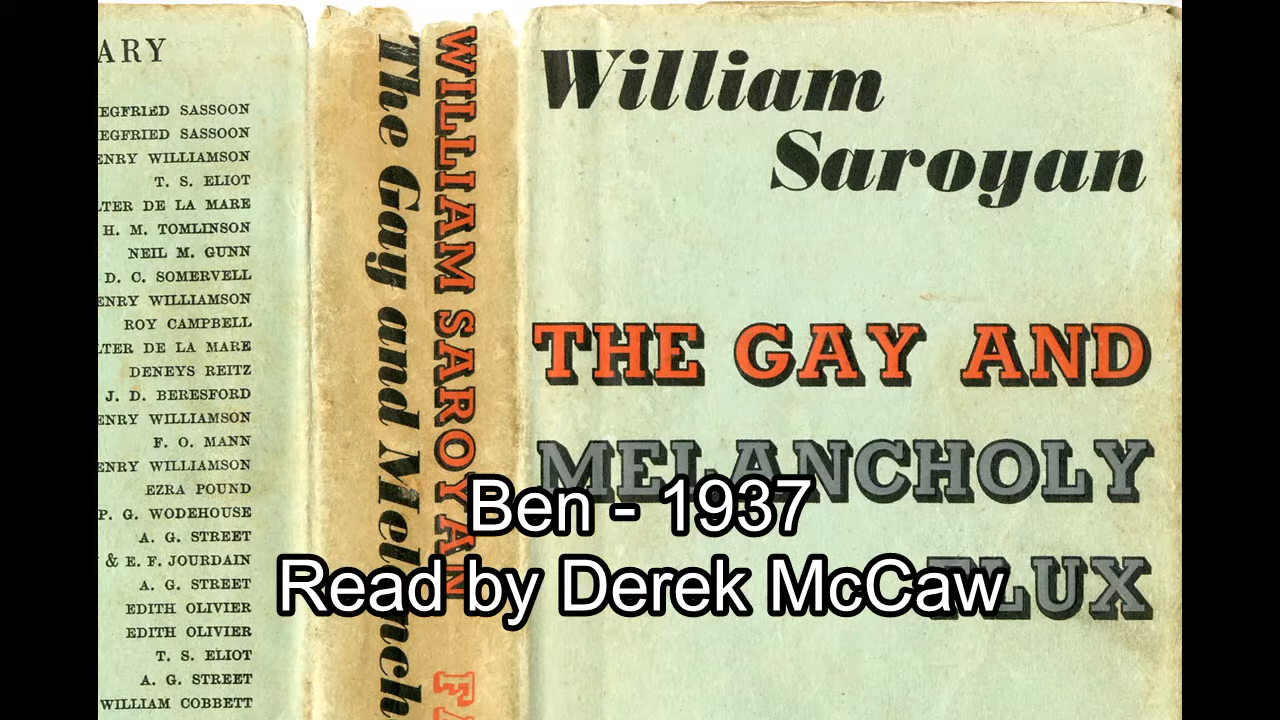 ARY
EGFRIED SASSOON
EGFRIED SASSOON
ENRY WILLIAMSON
T. S. ELIOT
LTER DE LA MARE
H. M. TOMLINSON
NEIL M. GUNN
D. C. SOMERVELL
ENRY WILLIAMSON
ROY CAMPBELL
LTER DE LA MARE
DENEYS REITZ
J. D. BERESFORD
ENRY WILLIAMSON
F. O. MANN
ENRY WILLIAMSON
EZRA POUND
P. G. WODEHOUSE
A. G. STREET
& E. F. JOURDAIN
A. G. STREET
EDITH OLIVIER
EDITH OLIVIER
T. S. ELIOT
A. G. STREET
WILLIAM COBBETT
The Gay and Melanch
WILLIAM SAROYAN FA
William
Saroyan
THE GAY AND
MELANCHOLY
FLUX
Ben - 1937
Read by Derek McCaw